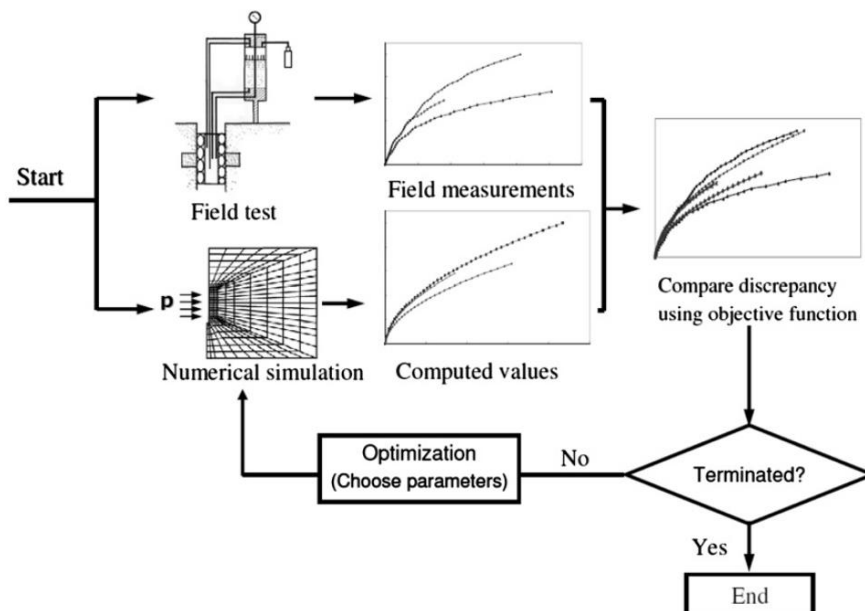 Start
Field test
Field measurements
p
Numerical simulation
Computed values
Compare discrepancy
using objective function
Optimization
(Choose parameters)
No
Terminated?
Yes
End